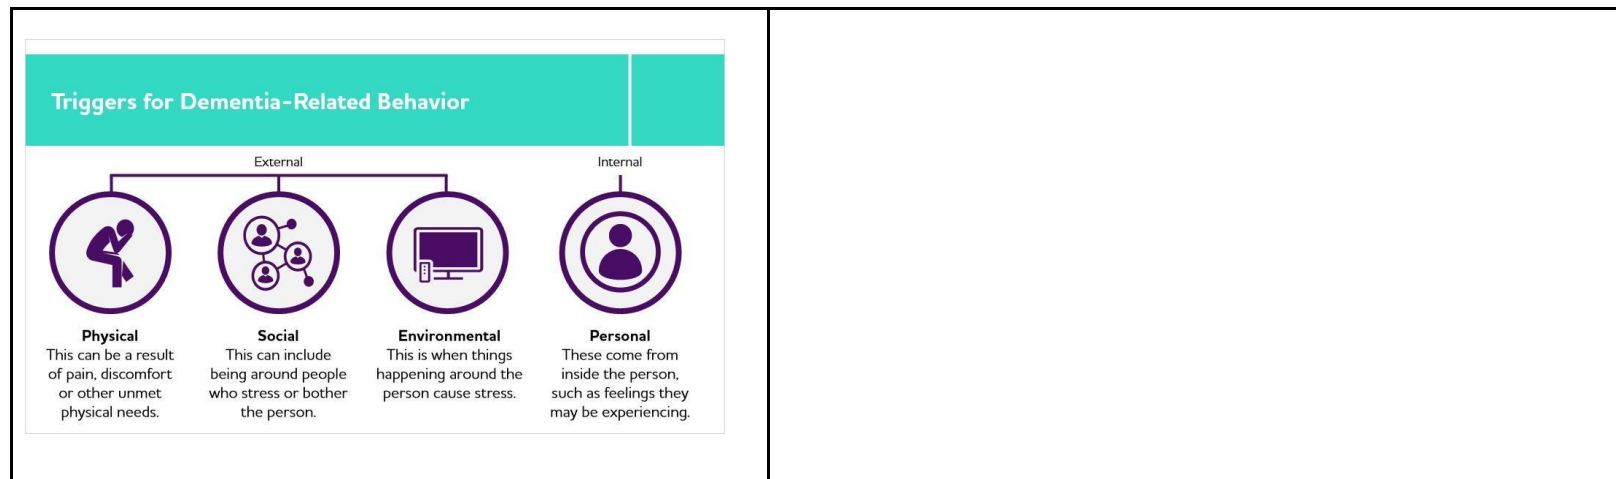 Triggers for Dementia-Related Behavior
External
Internal
Physical
This can be a result
of pain, discomfort
or other unmet
physical needs.
Social
This can include
being around people
who stress or bother
the person.
Environmental
This is when things
happening around the
person cause stress.
Personal
These come from
inside the person,
such as feelings they
may be experiencing.